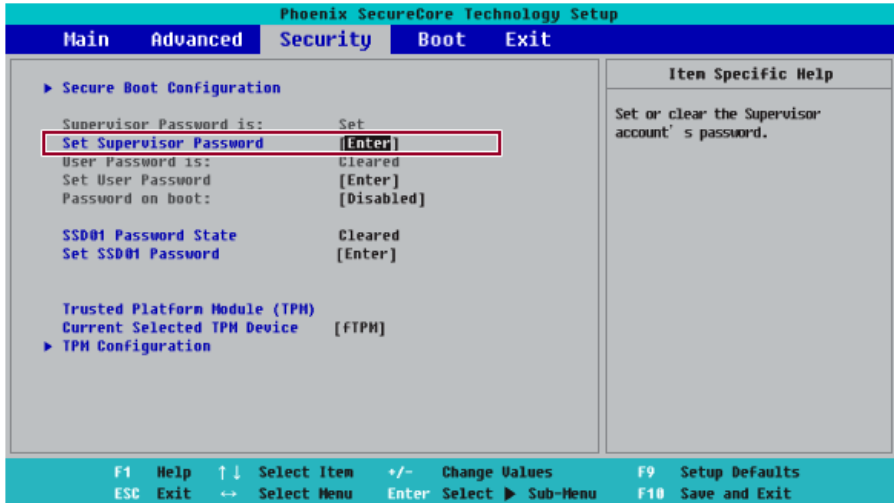 Phoenix SecureCore Technology Setup
Main Advanced Security Boot Exit
▶ Secure Boot Configuration
Supervisor Password is: Set
Set Supervisor Password [Enter]
User Password is: Cleared
Set User Password [Enter]
Password on boot: [Disabled]
SSD01 Password State Cleared
Set SSD01 Password [Enter]
Trusted Platform Module (TPM)
Current Selected TPM Device [fTPM]
▶ TPM Configuration
Item Specific Help
Set or clear the Supervisor
account’ s password.
F1 Help ↑↓ Select Item +/- Change Values F9 Setup Defaults
ESC Exit ↔ Select Menu Enter Select ▶ Sub-Menu F10 Save and Exit